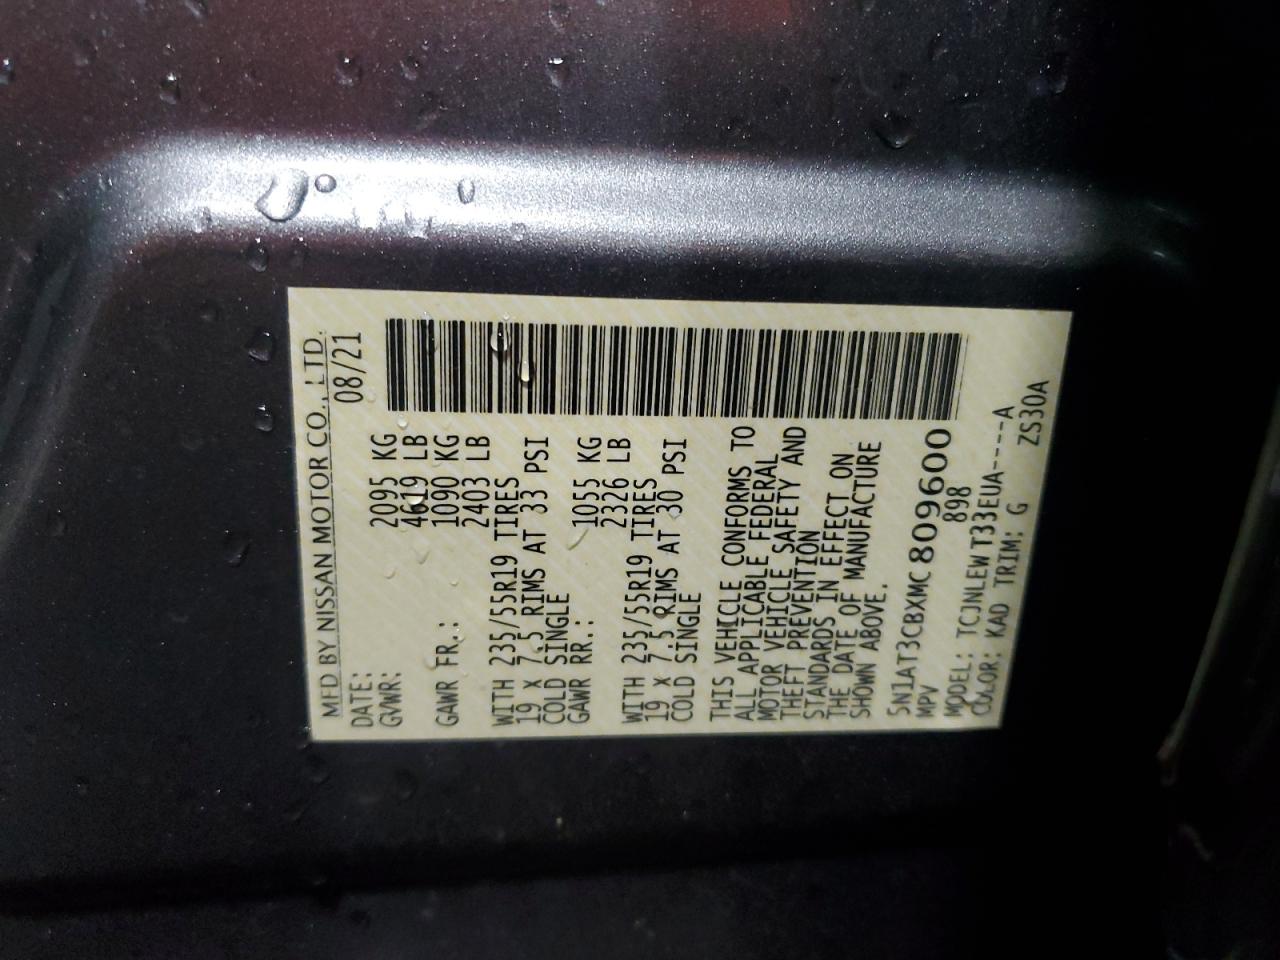 MFD BY NISSAN MOTOR CO., LTD.
DATE: 08/21
GVWR: 2095 KG
4619 LB
GAWR FR.: 1090 KG
2403 LB
WITH 235/55R19 TIRES
19 X 7.5 RIMS AT 33 PSI
COLD SINGLE
GAWR RR.: 1055 KG
2326 LB
WITH 235/55R19 TIRES
19 X 7.5 RIMS AT 30 PSI
COLD SINGLE
THIS VEHICLE CONFORMS TO
ALL APPLICABLE FEDERAL
MOTOR VEHICLE SAFETY AND
THEFT PREVENTION
STANDARDS IN EFFECT ON
THE DATE OF MANUFACTURE
SHOWN ABOVE.
5N1AT3CBXMC809600
MPV 898
MODEL: TCJNLEWT33EUA----A
COLOR: KAD TRIM: G ZS30A